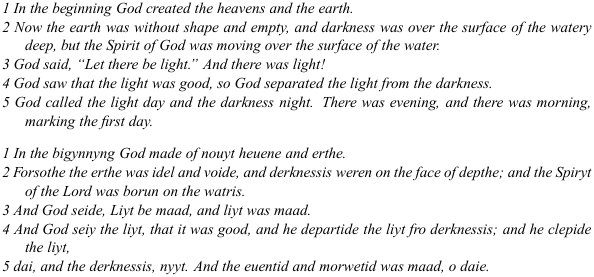 1 In the beginning God created the heavens and the earth.
2 Now the earth was without shape and empty, and darkness was over the surface of the watery
deep, but the Spirit of God was moving over the surface of the water.
3 God said, “Let there be light.” And there was light!
4 God saw that the light was good, so God separated the light from the darkness.
5 God called the light day and the darkness night. There was evening, and there was morning,
marking the first day.
1 In the bigynnyng God made of nouyt heuene and erthe.
2 Forsothe the erthe was idel and voide, and derknessis weren on the face of depthe; and the Spiryt
of the Lord was borun on the watris.
3 And God seide, Liyt be maad, and liyt was maad.
4 And God seiy the liyt, that it was good, and he departide the liyt fro derknessis; and he clepide
the liyt,
5 dai, and the derknessis, nyyt. And the euentid and morwetid was maad, o daie.